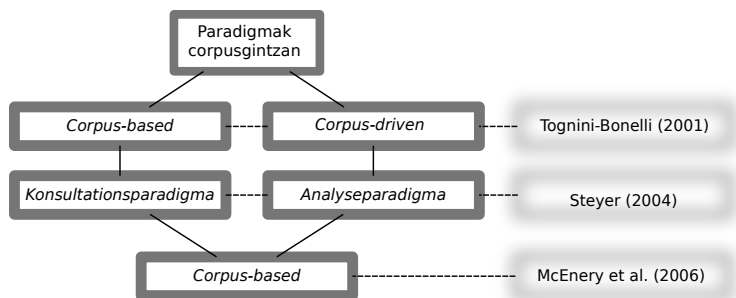 Paradigmak
corpusgintzan
Corpus-based
Corpus-driven
Tognini-Bonelli (2001)
Konsultationsparadigma
Analyseparadigma
Steyer (2004)
Corpus-based
McEnery et al. (2006)